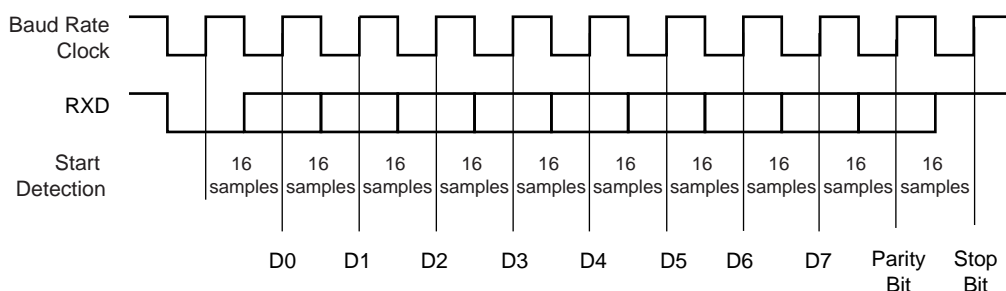 Baud Rate
Clock
RXD
Start
Detection
16 16 16 16 16 16 16 16 16 16
samples samples samples samples samples samples samples samples samples samples
D0 D1 D2 D3 D4 D5 D6 D7 Parity Stop
Bit Bit